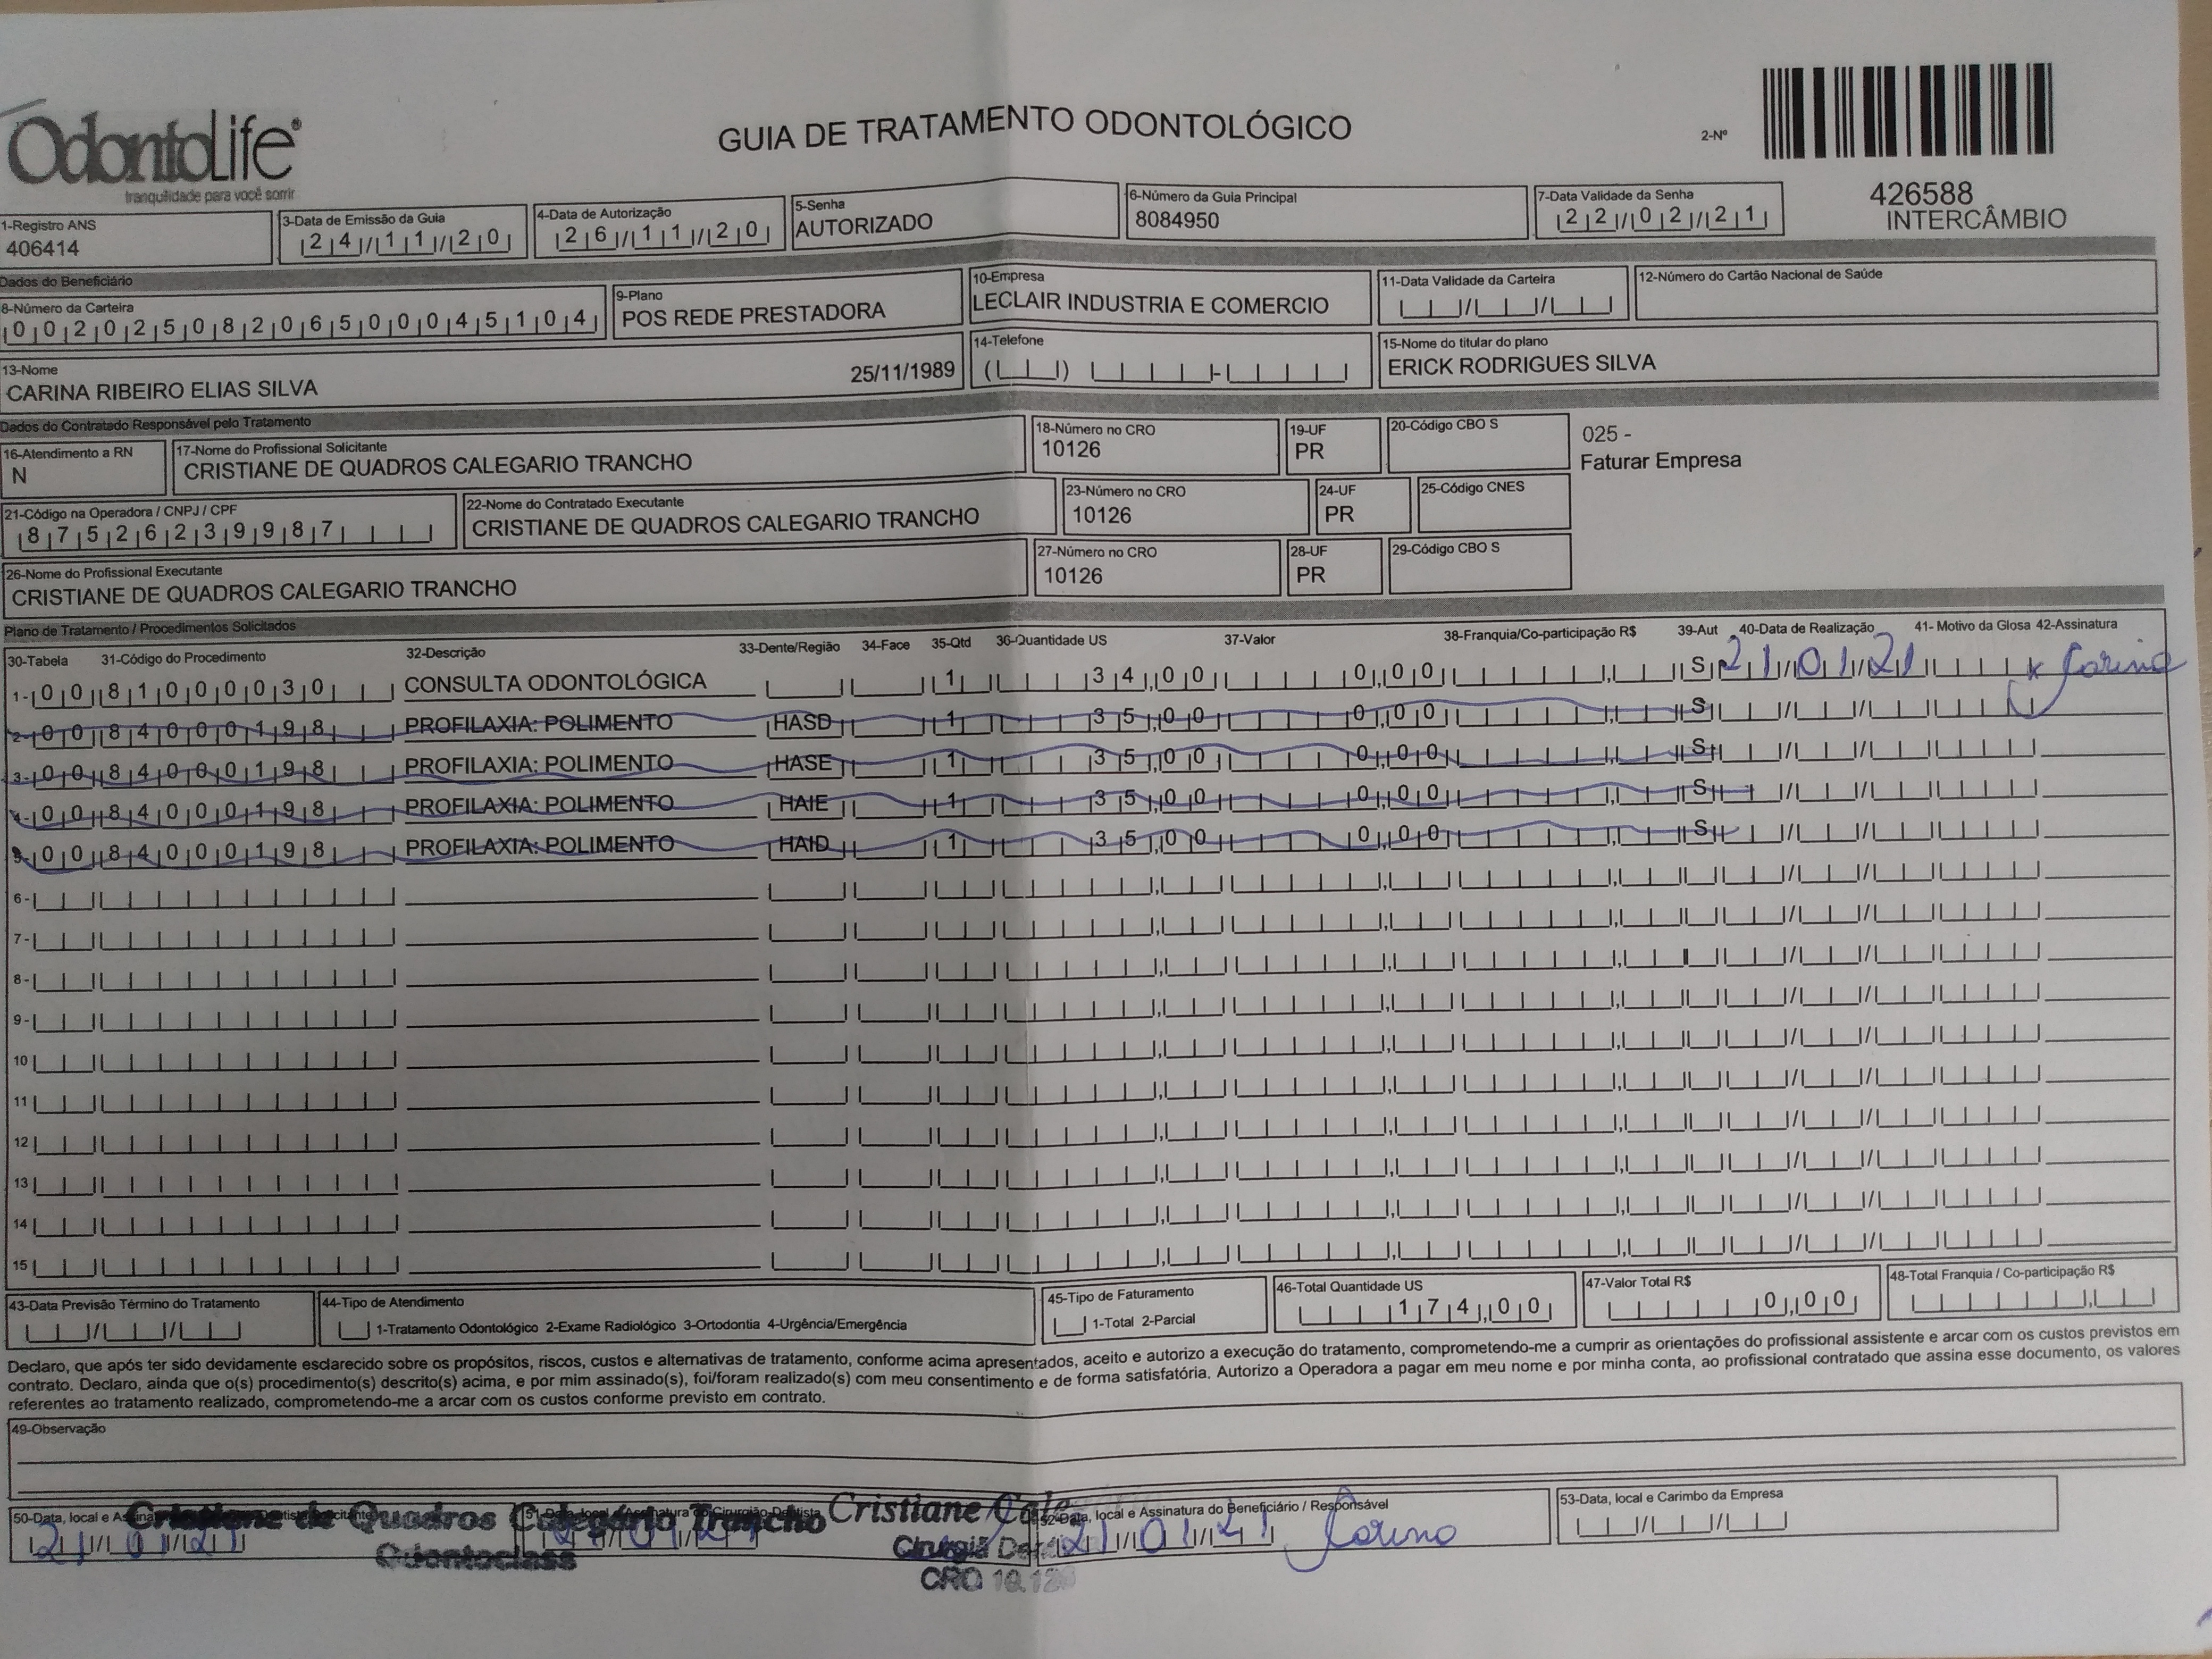 OdontoLife®
tranquilidade para você sorrir
GUIA DE TRATAMENTO ODONTOLÓGICO
2-Nº
426588
INTERCÂMBIO
1-Registro ANS
406414
3-Data de Emissão da Guia
24/11/20
4-Data de Autorização
26/11/20
5-Senha
AUTORIZADO
6-Número da Guia Principal
8084950
7-Data Validade da Senha
22/02/21
Dados do Beneficiário
8-Número da Carteira
00202508206500045104
9-Plano
POS REDE PRESTADORA
10-Empresa
LECLAIR INDUSTRIA E COMERCIO
11-Data Validade da Carteira
12-Número do Cartão Nacional de Saúde
13-Nome
CARINA RIBEIRO ELIAS SILVA 25/11/1989
14-Telefone
15-Nome do titular do plano
ERICK RODRIGUES SILVA
Dados do Contratado Responsável pelo Tratamento
16-Atendimento a RN
N
17-Nome do Profissional Solicitante
CRISTIANE DE QUADROS CALEGARIO TRANCHO
18-Número no CRO
10126
19-UF
PR
20-Código CBO S
025 -
Faturar Empresa
21-Código na Operadora / CNPJ / CPF
87526239987
22-Nome do Contratado Executante
CRISTIANE DE QUADROS CALEGARIO TRANCHO
23-Número no CRO
10126
24-UF
PR
25-Código CNES
26-Nome do Profissional Executante
CRISTIANE DE QUADROS CALEGARIO TRANCHO
27-Número no CRO
10126
28-UF
PR
29-Código CBO S
Plano de Tratamento / Procedimentos Solicitados
30-Tabela 31-Código do Procedimento 32-Descrição 33-Dente/Região 34-Face 35-Qtd 36-Quantidade US 37-Valor 38-Franquia/Co-participação R$ 39-Aut 40-Data de Realização 41- Motivo da Glosa 42-Assinatura
1- 00 81000030 CONSULTA ODONTOLÓGICA 1 34,00 0,00 S 21/01/21 x Carina
2- 00 84000198 PROFILAXIA: POLIMENTO HASD 1 35,00 0,00 S
3- 00 84000198 PROFILAXIA: POLIMENTO HASE 1 35,00 0,00 S
4- 00 84000198 PROFILAXIA: POLIMENTO HAIE 1 35,00 0,00 S
5- 00 84000198 PROFILAXIA: POLIMENTO HAID 1 35,00 0,00 S
6-
7-
8-
9-
10
11
12
13
14
15
43-Data Previsão Término do Tratamento
44-Tipo de Atendimento
1-Tratamento Odontológico 2-Exame Radiológico 3-Ortodontia 4-Urgência/Emergência
45-Tipo de Faturamento
1-Total 2-Parcial
46-Total Quantidade US
174,00
47-Valor Total R$
0,00
48-Total Franquia / Co-participação R$
Declaro, que após ter sido devidamente esclarecido sobre os propósitos, riscos, custos e alternativas de tratamento, conforme acima apresentados, aceito e autorizo a execução do tratamento, comprometendo-me a cumprir as orientações do profissional assistente e arcar com os custos previstos em
contrato. Declaro, ainda que o(s) procedimento(s) descrito(s) acima, e por mim assinado(s), foi/foram realizado(s) com meu consentimento e de forma satisfatória. Autorizo a Operadora a pagar em meu nome e por minha conta, ao profissional contratado que assina esse documento, os valores
referentes ao tratamento realizado, comprometendo-me a arcar com os custos conforme previsto em contrato.
49-Observação
50-Data, local e
21/01/21
Cristiane de Quadros Calegário Trancho
Odontoclass
Cirurgião-Dentista
21/01/21
Cristiane
Cirurgiã
CRO 10.12
52-Data, local e Assinatura do Beneficiário / Responsável
21/01/21 Carina
53-Data, local e Carimbo da Empresa